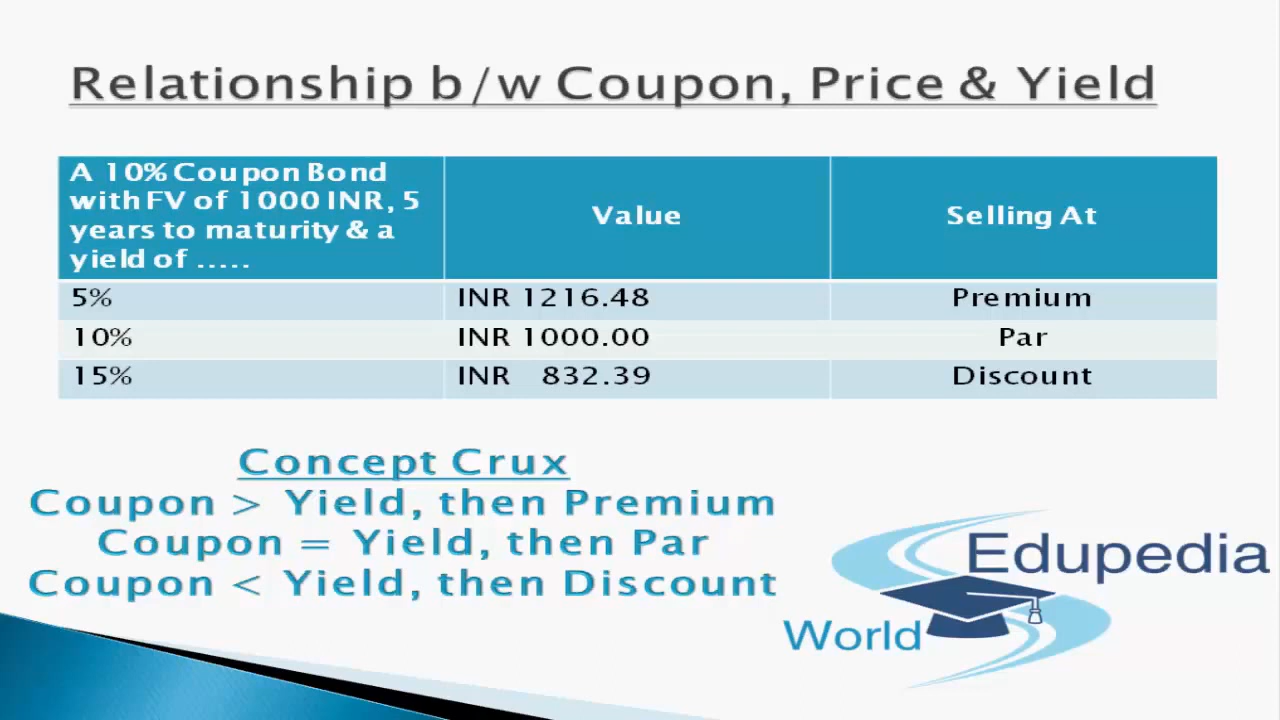 Relationship b/w Coupon, Price & Yield
A 10% Coupon Bond
with FV of 1000 INR, 5
years to maturity & a
yield of .....
Value
Selling At
5%
INR 1216.48
Premium
10%
INR 1000.00
Par
15%
INR 832.39
Discount
Concept Crux
Coupon > Yield, then Premium
Coupon = Yield, then Par
Coupon < Yield, then Discount
Edupedia
World